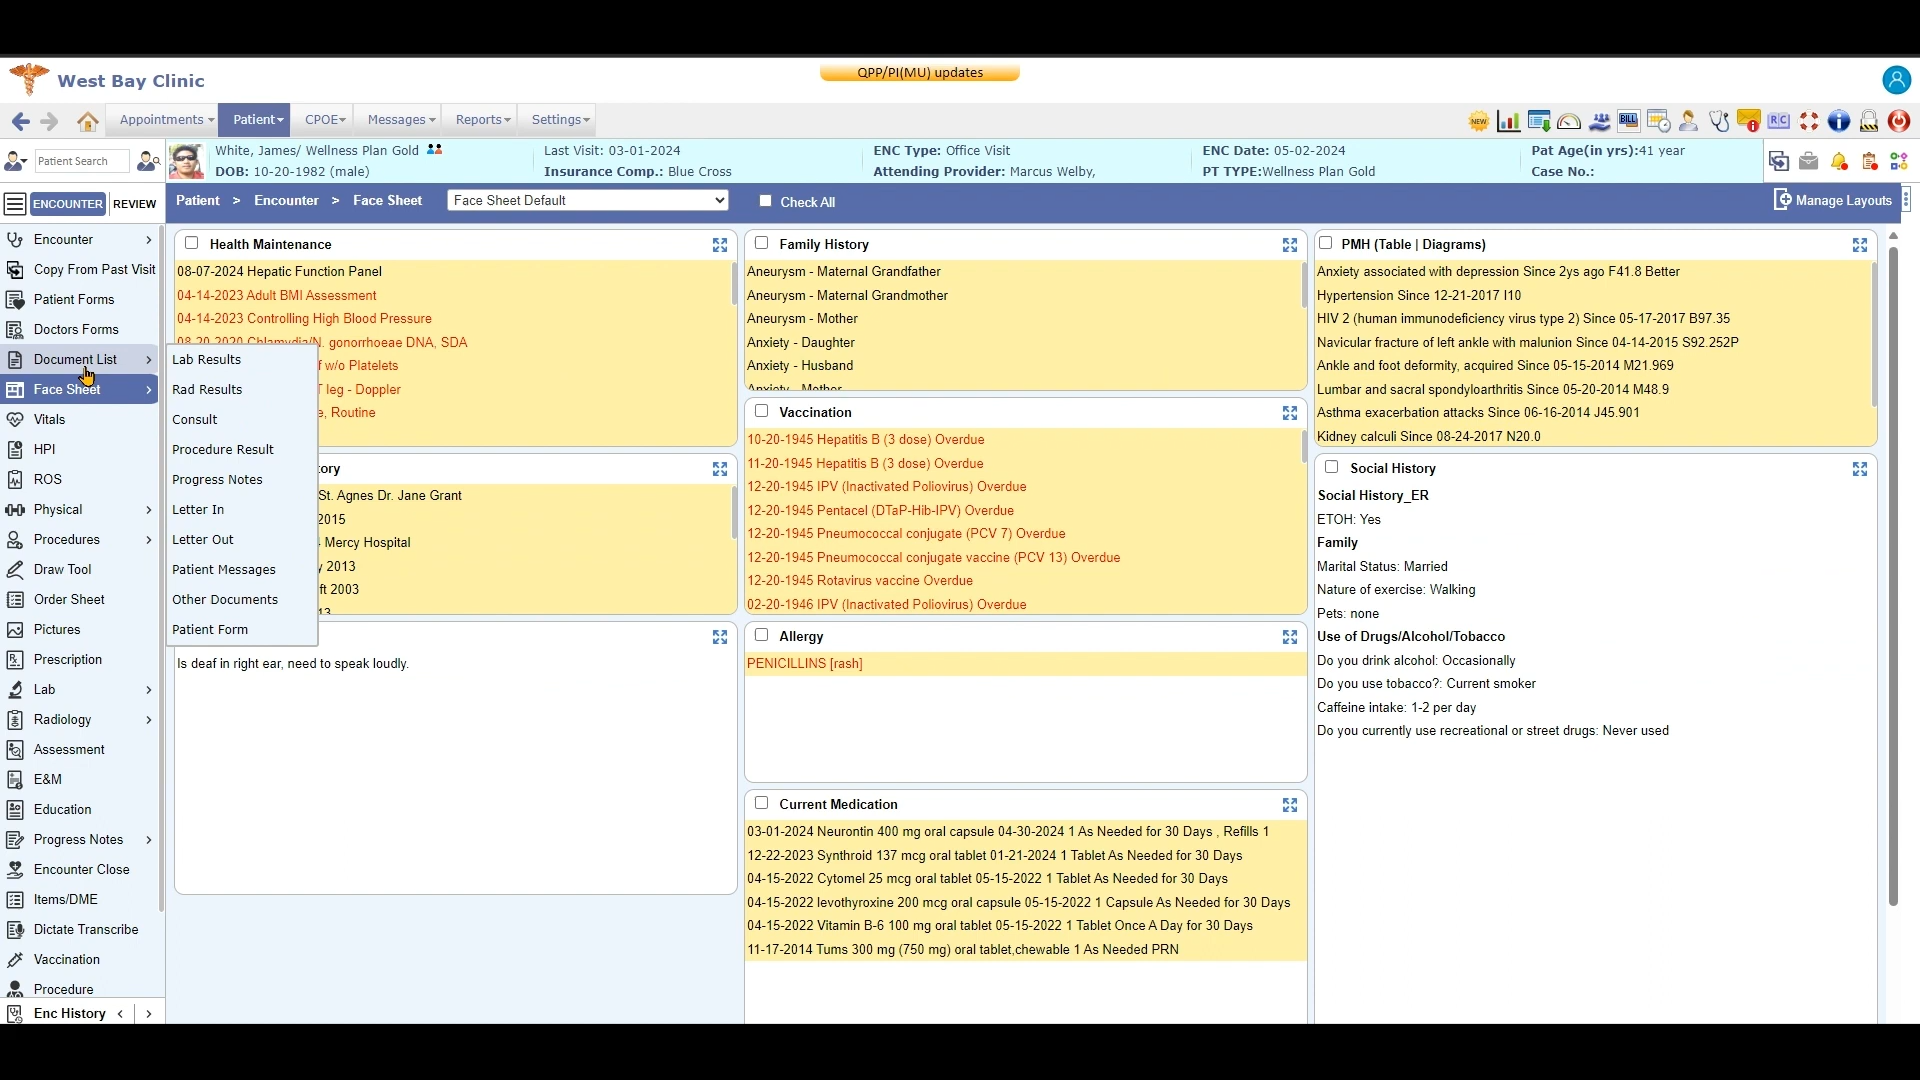 West Bay Clinic
QPP/PI(MU) updates
Appointments
Patient
CPOE
Messages
Reports
Settings
NEW
BILL
RC
Patient Search
White, James/ Wellness Plan Gold
DOB: 10-20-1982 (male)
Last Visit: 03-01-2024
Insurance Comp.: Blue Cross
ENC Type: Office Visit
Attending Provider: Marcus Welby,
ENC Date: 05-02-2024
PT TYPE:Wellness Plan Gold
Pat Age(in yrs):41 year
Case No.:
ENCOUNTER
REVIEW
Patient > Encounter > Face Sheet
Face Sheet Default
Check All
Manage Layouts
Encounter
Copy From Past Visit
Patient Forms
Doctors Forms
Document List
Face Sheet
Vitals
HPI
ROS
Physical
Procedures
Draw Tool
Order Sheet
Pictures
Prescription
Lab
Radiology
Assessment
E&M
Education
Progress Notes
Encounter Close
Items/DME
Dictate Transcribe
Vaccination
Procedure
Enc History
Lab Results
Rad Results
Consult
Procedure Result
Progress Notes
Letter In
Letter Out
Patient Messages
Other Documents
Patient Form
Health Maintenance
08-07-2024 Hepatic Function Panel
04-14-2023 Adult BMI Assessment
04-14-2023 Controlling High Blood Pressure
08-20-2020 Chlamydia/N. gonorrhoeae DNA, SDA
f w/o Platelets
T leg - Doppler
e, Routine
tory
St. Agnes Dr. Jane Grant
2015
Mercy Hospital
y 2013
ft 2003
13
Is deaf in right ear, need to speak loudly.
Family History
Aneurysm - Maternal Grandfather
Aneurysm - Maternal Grandmother
Aneurysm - Mother
Anxiety - Daughter
Anxiety - Husband
Anxiety - Mother
Vaccination
10-20-1945 Hepatitis B (3 dose) Overdue
11-20-1945 Hepatitis B (3 dose) Overdue
12-20-1945 IPV (Inactivated Poliovirus) Overdue
12-20-1945 Pentacel (DTaP-Hib-IPV) Overdue
12-20-1945 Pneumococcal conjugate (PCV 7) Overdue
12-20-1945 Pneumococcal conjugate vaccine (PCV 13) Overdue
12-20-1945 Rotavirus vaccine Overdue
02-20-1946 IPV (Inactivated Poliovirus) Overdue
Allergy
PENICILLINS [rash]
Current Medication
03-01-2024 Neurontin 400 mg oral capsule 04-30-2024 1 As Needed for 30 Days , Refills 1
12-22-2023 Synthroid 137 mcg oral tablet 01-21-2024 1 Tablet As Needed for 30 Days
04-15-2022 Cytomel 25 mcg oral tablet 05-15-2022 1 Tablet As Needed for 30 Days
04-15-2022 levothyroxine 200 mcg oral capsule 05-15-2022 1 Capsule As Needed for 30 Days
04-15-2022 Vitamin B-6 100 mg oral tablet 05-15-2022 1 Tablet Once A Day for 30 Days
11-17-2014 Tums 300 mg (750 mg) oral tablet,chewable 1 As Needed PRN
PMH (Table | Diagrams)
Anxiety associated with depression Since 2ys ago F41.8 Better
Hypertension Since 12-21-2017 I10
HIV 2 (human immunodeficiency virus type 2) Since 05-17-2017 B97.35
Navicular fracture of left ankle with malunion Since 04-14-2015 S92.252P
Ankle and foot deformity, acquired Since 05-15-2014 M21.969
Lumbar and sacral spondyloarthritis Since 05-20-2014 M48.9
Asthma exacerbation attacks Since 06-16-2014 J45.901
Kidney calculi Since 08-24-2017 N20.0
Social History
Social History_ER
ETOH: Yes
Family
Marital Status: Married
Nature of exercise: Walking
Pets: none
Use of Drugs/Alcohol/Tobacco
Do you drink alcohol: Occasionally
Do you use tobacco?: Current smoker
Caffeine intake: 1-2 per day
Do you currently use recreational or street drugs: Never used